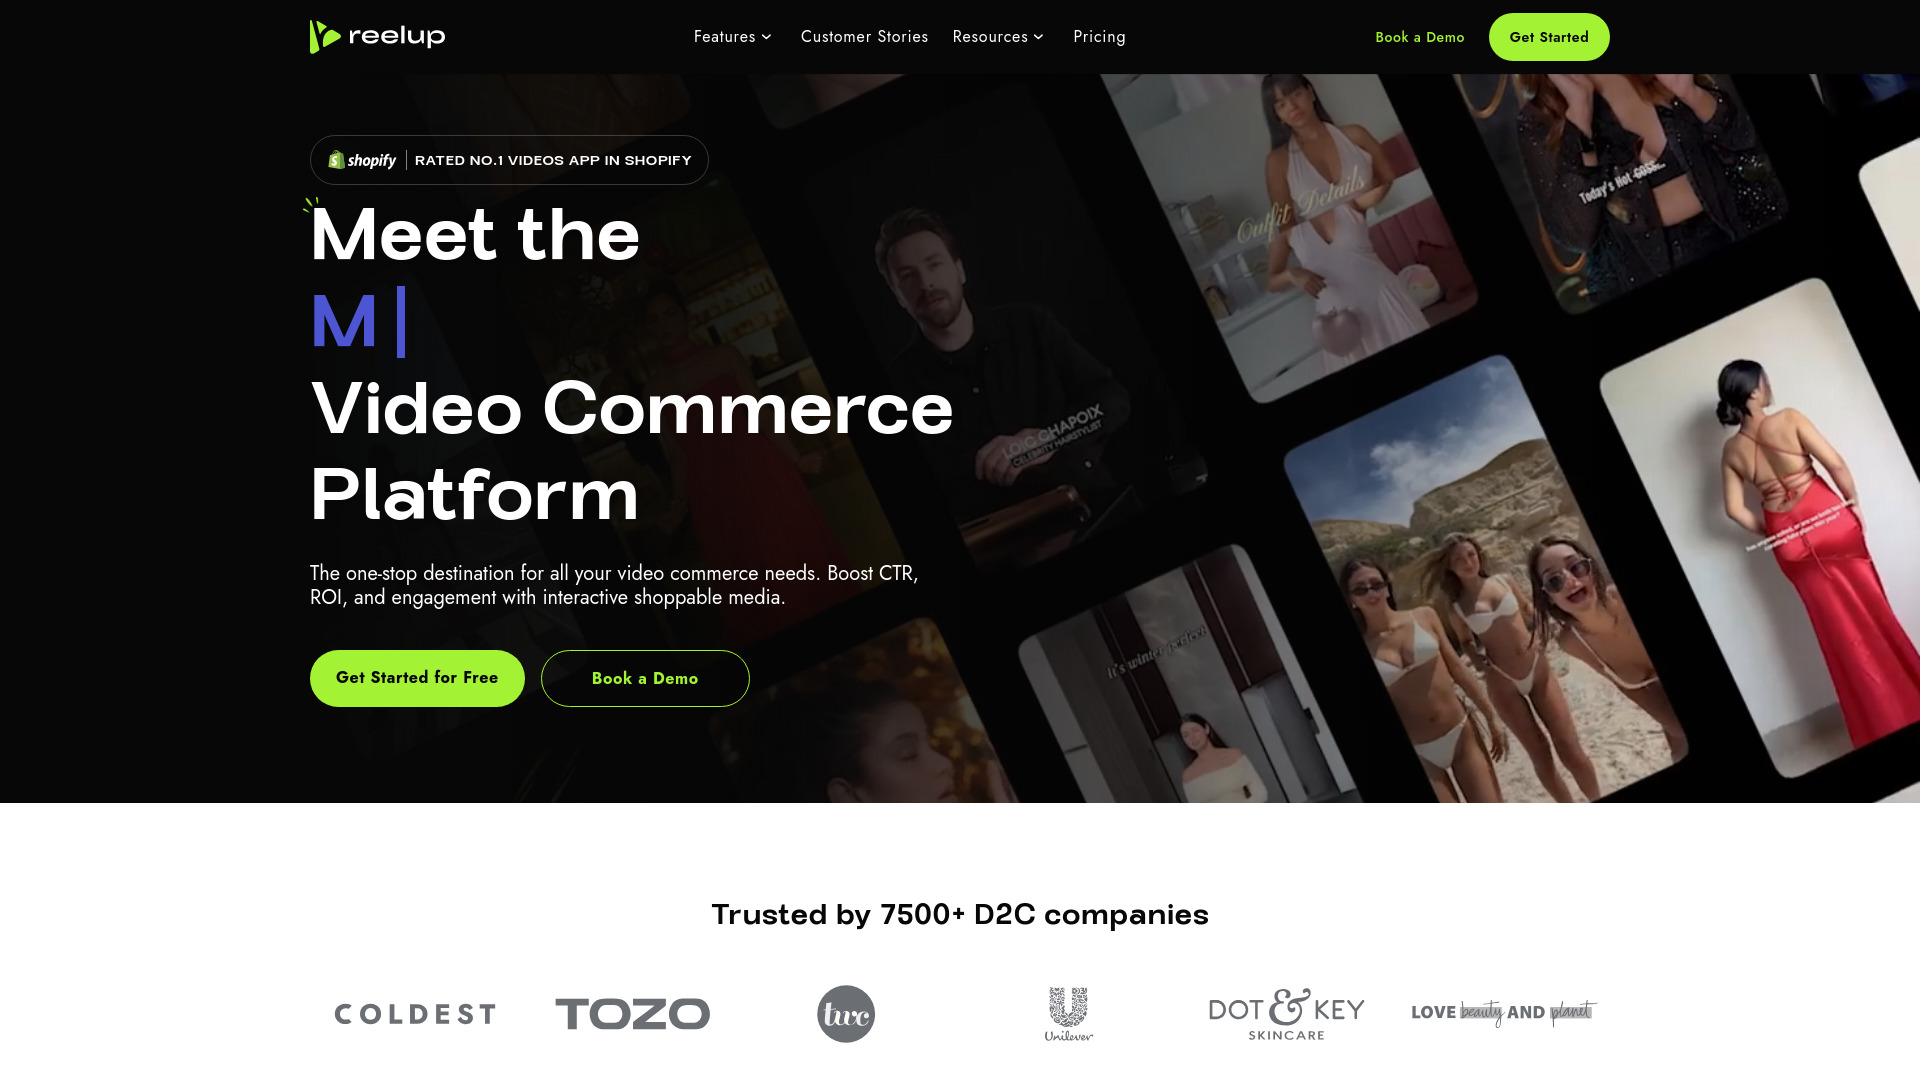 reelup
Features
Customer Stories
Resources
Pricing
Book a Demo
Get Started
shopify
RATED NO.1 VIDEOS APP IN SHOPIFY
Meet the
M
Video Commerce
Platform
The one-stop destination for all your video commerce needs. Boost CTR,
ROI, and engagement with interactive shoppable media.
Get Started for Free
Book a Demo
Outfit Details
Today's Hot GOSS...
LOIC CHAPOIX
CELEBRITY HAIRSTYLIST
It's winter perfect
Trusted by 7500+ D2C companies
COLDEST
TOZO
twc
Unilever
DOT & KEY
SKINCARE
LOVE beauty AND planet